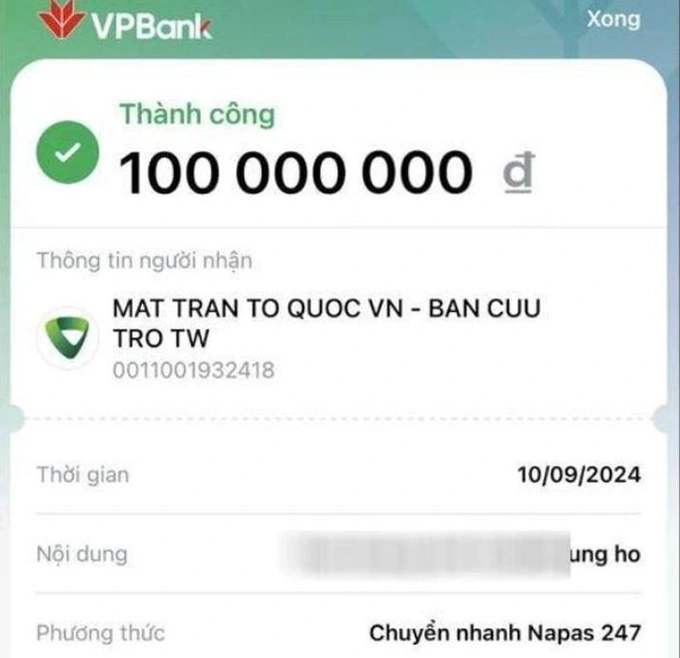 VPBank
Xong
Thành công
100 000 000 đ
Thông tin người nhận
MAT TRAN TO QUOC VN - BAN CUU
TRO TW
0011001932418
Thời gian
10/09/2024
Nội dung
ung ho
Phương thức
Chuyển nhanh Napas 247